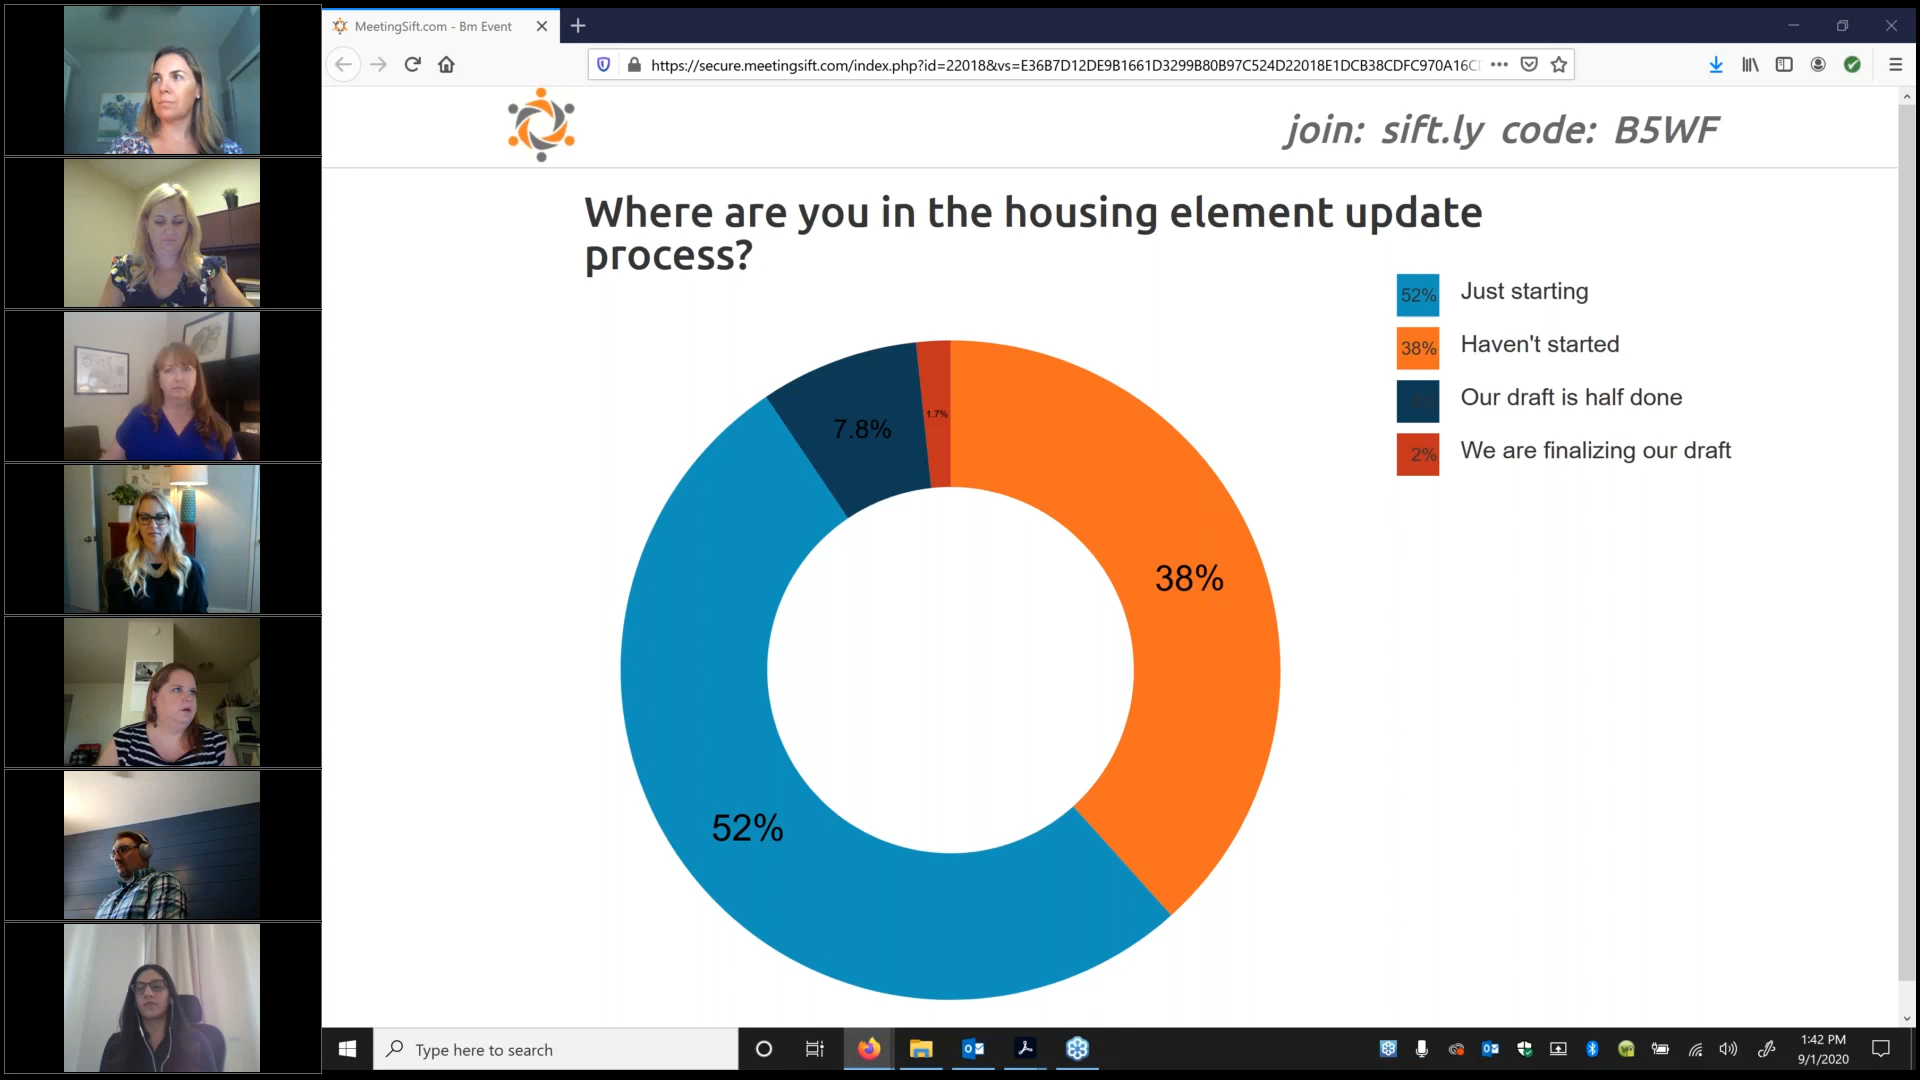 MeetingSift.com - Bm Event
https://secure.meetingsift.com/index.php?id=22018&vs=E36B7D12DE9B1661D3299B80B97C524D22018E1DCB38CDFC970A16C
join: sift.ly code: B5WF
Where are you in the housing element update
process?
52% Just starting
38% Haven't started
Our draft is half done
2% We are finalizing our draft
7.8%
1.7%
38%
52%
Type here to search
1:42 PM
9/1/2020